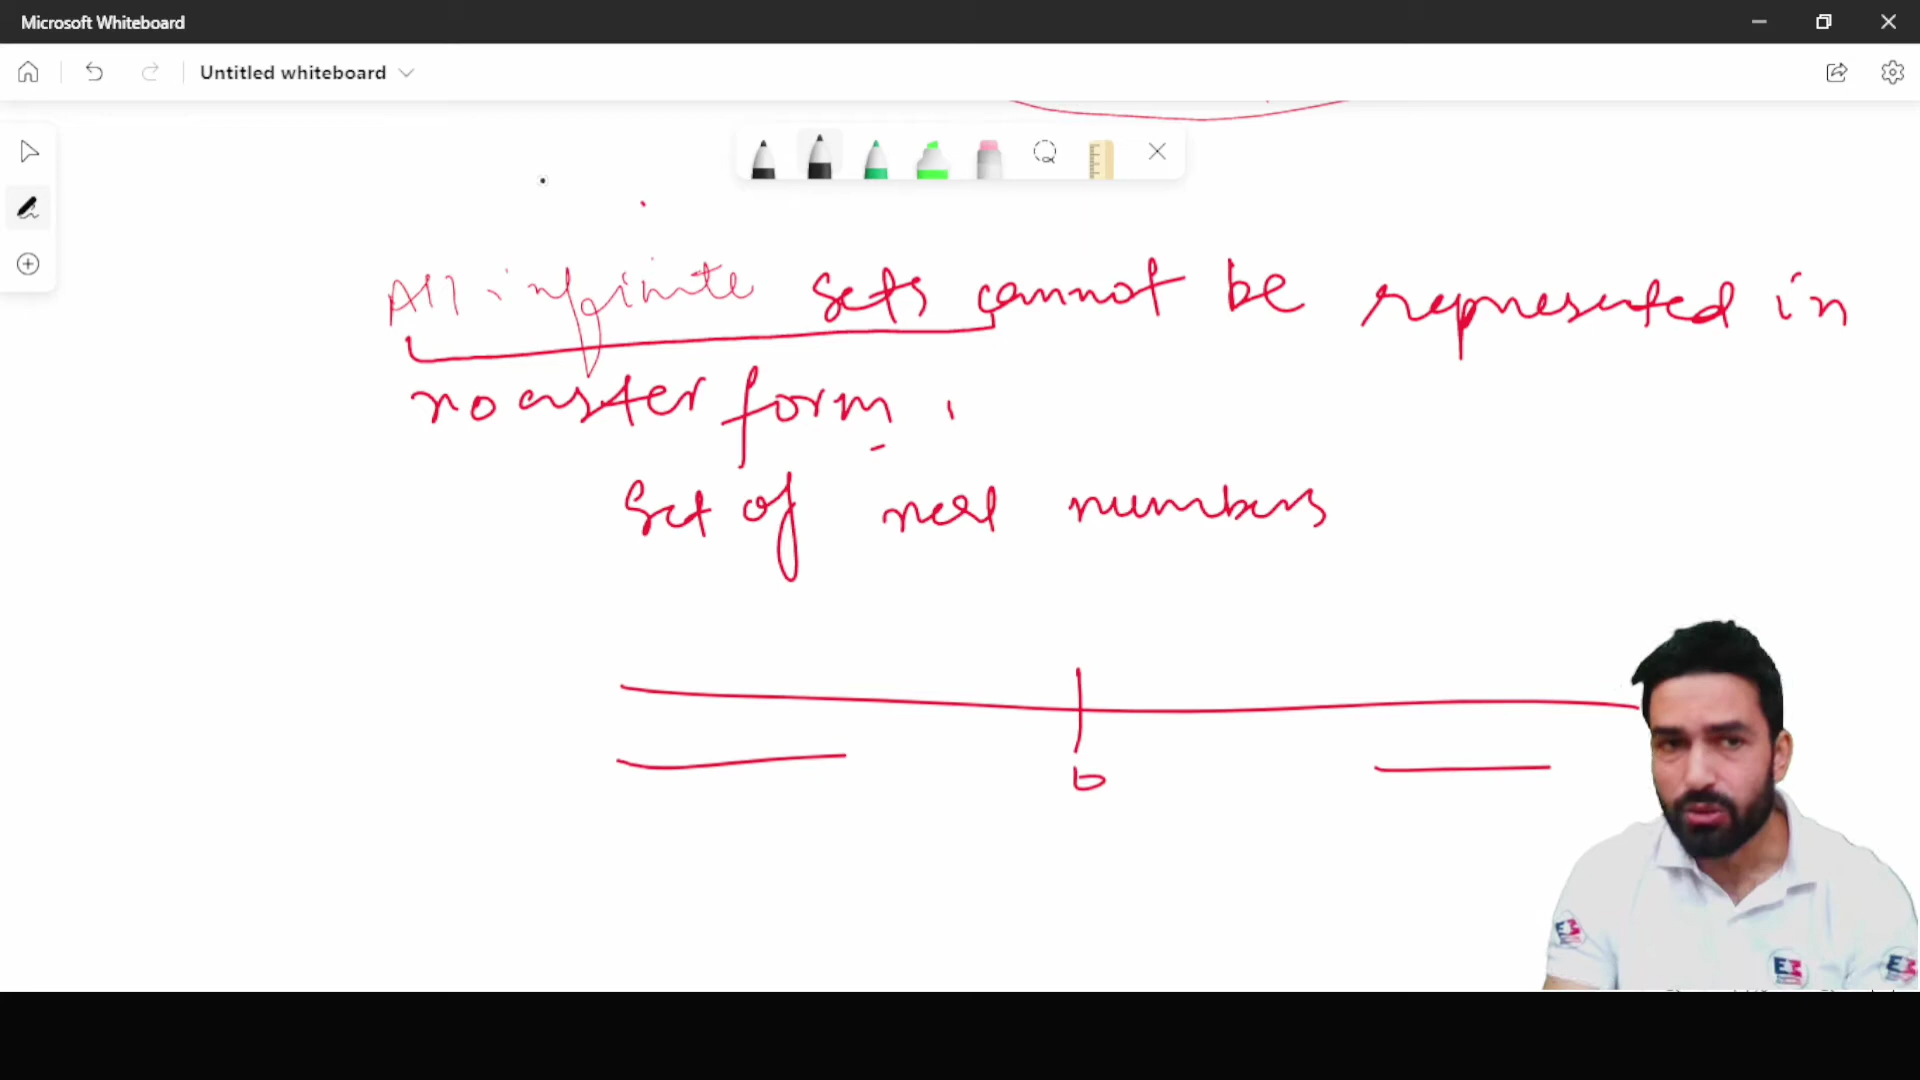 Microsoft Whiteboard
Untitled whiteboard
All infinite sets cannot be represented in
roaster form.
Set of real numbers
0